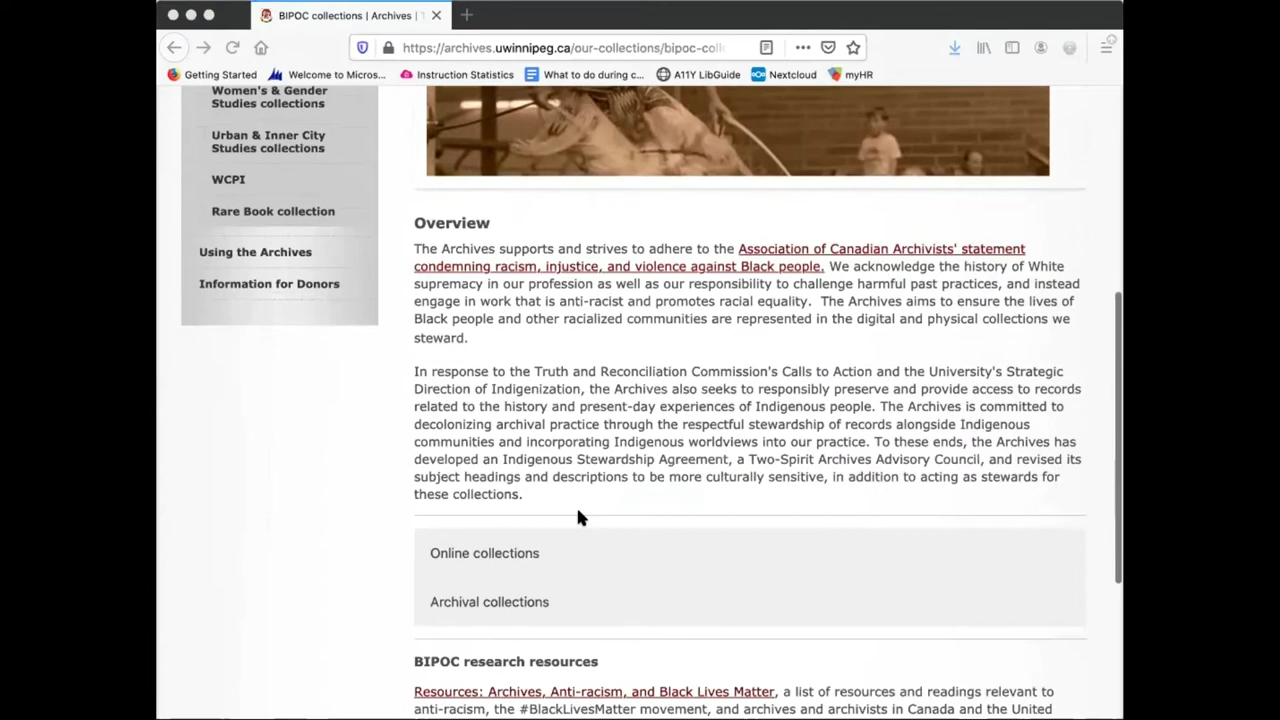 BIPOC collections | Archives |
https://archives.uwinnipeg.ca/our-collections/bipoc-coll
Getting Started Welcome to Micros... Instruction Statistics What to do during c... A11Y LibGuide Nextcloud myHR
Women's & Gender
Studies collections
Urban & Inner City
Studies collections
WCPI
Rare Book collection
Using the Archives
Information for Donors
Overview
The Archives supports and strives to adhere to the Association of Canadian Archivists' statement
condemning racism, injustice, and violence against Black people. We acknowledge the history of White
supremacy in our profession as well as our responsibility to challenge harmful past practices, and instead
engage in work that is anti-racist and promotes racial equality. The Archives aims to ensure the lives of
Black people and other racialized communities are represented in the digital and physical collections we
steward.
In response to the Truth and Reconciliation Commission's Calls to Action and the University's Strategic
Direction of Indigenization, the Archives also seeks to responsibly preserve and provide access to records
related to the history and present-day experiences of Indigenous people. The Archives is committed to
decolonizing archival practice through the respectful stewardship of records alongside Indigenous
communities and incorporating Indigenous worldviews into our practice. To these ends, the Archives has
developed an Indigenous Stewardship Agreement, a Two-Spirit Archives Advisory Council, and revised its
subject headings and descriptions to be more culturally sensitive, in addition to acting as stewards for
these collections.
Online collections
Archival collections
BIPOC research resources
Resources: Archives, Anti-racism, and Black Lives Matter, a list of resources and readings relevant to
anti-racism, the #BlackLivesMatter movement, and archives and archivists in Canada and the United